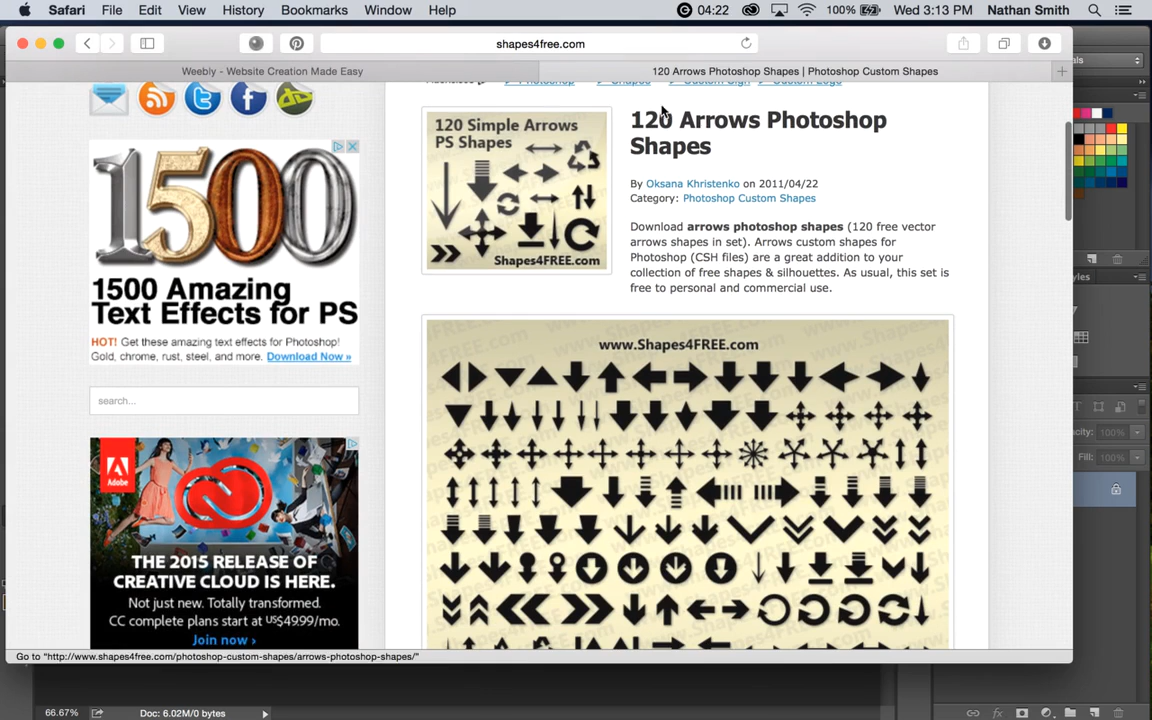 Safari File Edit View History Bookmarks Window Help 04:22 100% Wed 3:13 PM Nathan Smith
shapes4free.com
Weebly - Website Creation Made Easy
120 Arrows Photoshop Shapes | Photoshop Custom Shapes
1500
1500 Amazing
Text Effects for PS
HOT! Get these amazing text effects for Photoshop!
Gold, chrome, rust, steel, and more. Download Now »
search...
Adobe
THE 2015 RELEASE OF
CREATIVE CLOUD IS HERE.
Not just new. Totally transformed.
CC complete plans start at US$49.99/mo.
Join now ›
120 Simple Arrows
PS Shapes
Shapes4FREE.com
120 Arrows Photoshop
Shapes
By Oksana Khristenko on 2011/04/22
Category: Photoshop Custom Shapes
Download arrows photoshop shapes (120 free vector
arrows shapes in set). Arrows custom shapes for
Photoshop (CSH files) are a great addition to your
collection of free shapes & silhouettes. As usual, this set is
free to personal and commercial use.
www.Shapes4FREE.com
Go to "http://www.shapes4free.com/photoshop-custom-shapes/arrows-photoshop-shapes/"
als
yles
acity: 100%
Fill: 100%
66.67% Doc: 6.02M/0 bytes